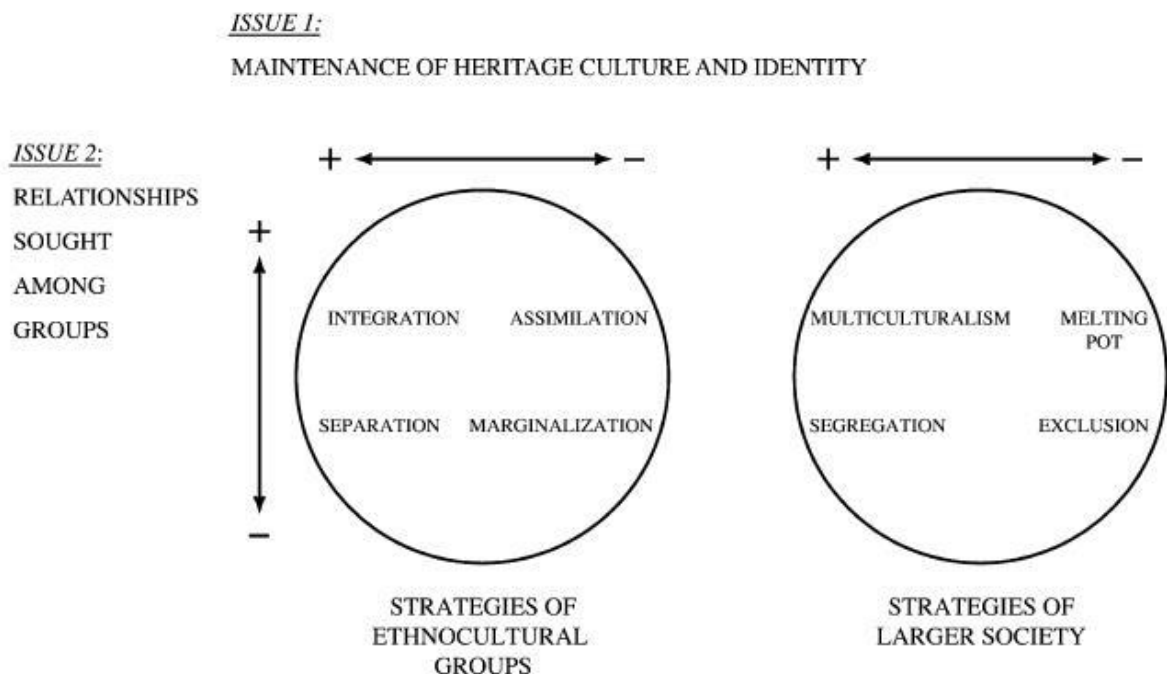 ISSUE 1:
MAINTENANCE OF HERITAGE CULTURE AND IDENTITY
ISSUE 2:
RELATIONSHIPS
SOUGHT
AMONG
GROUPS
+ −
+ −
+
−
INTEGRATION ASSIMILATION
SEPARATION MARGINALIZATION
STRATEGIES OF
ETHNOCULTURAL
GROUPS
MULTICULTURALISM MELTING
POT
SEGREGATION EXCLUSION
STRATEGIES OF
LARGER SOCIETY